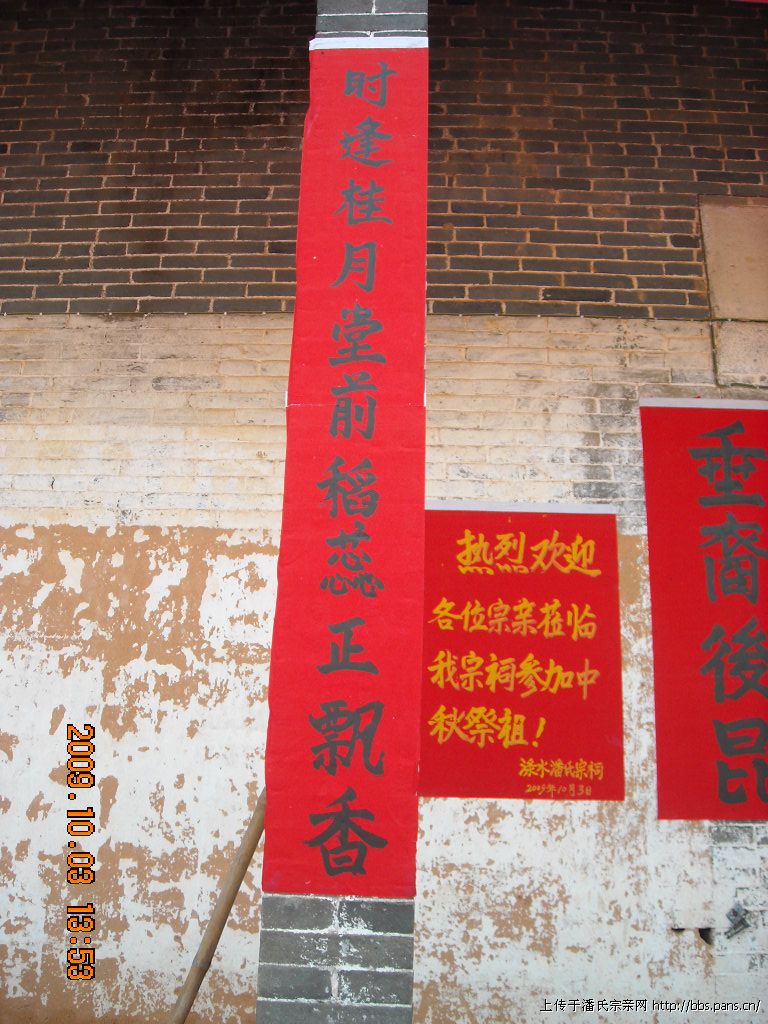 时逢桂月堂前稻蕊正飘香
热烈欢迎
各位宗亲莅临
我宗祠参加中
秋祭祖!
潘氏宗祠
2009年10月3日
垂裔後昆
2009.10.03 13:53
上传于潘氏宗亲网 http://bbs.pans.cn/